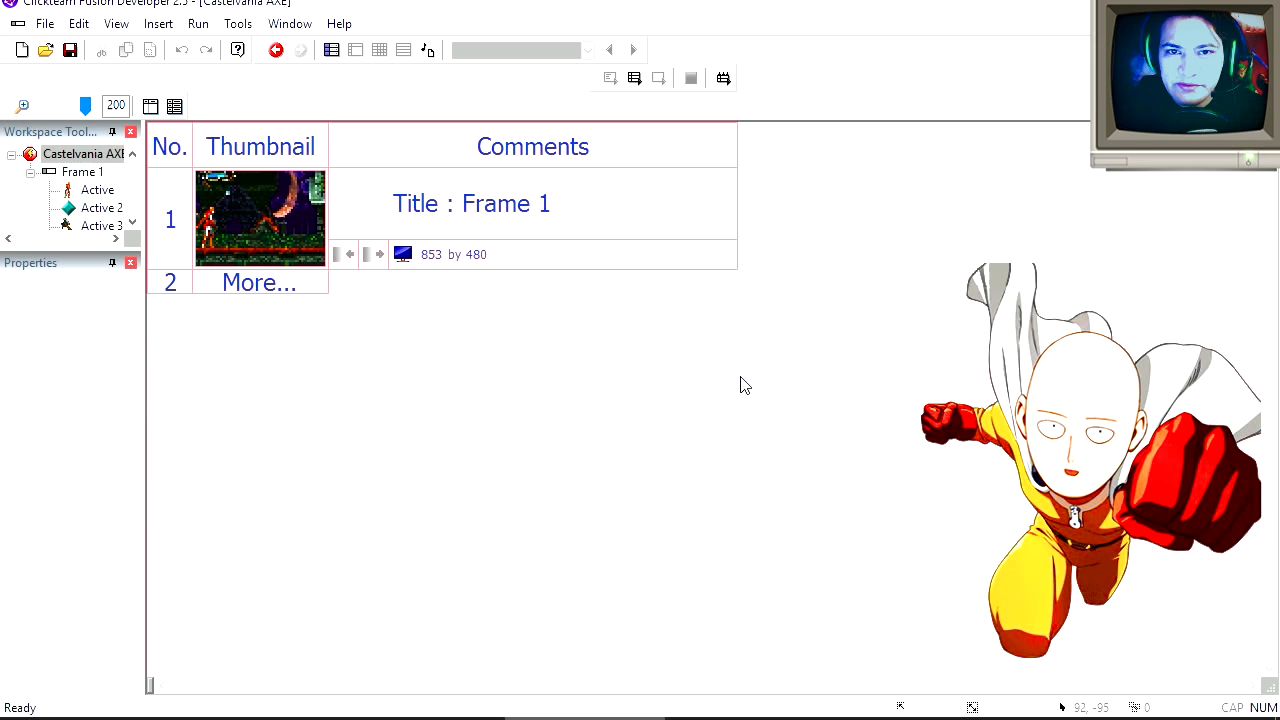 Clickteam Fusion Developer 2.5 - [Castelvania AXE]
File Edit View Insert Run Tools Window Help
200
Workspace Tool...
Castelvania AXE
Frame 1
Active
Active 2
Active 3
Properties
No. Thumbnail Comments
1 Title : Frame 1
853 by 480
2 More...
Ready
92, -95 0 CAP NUM